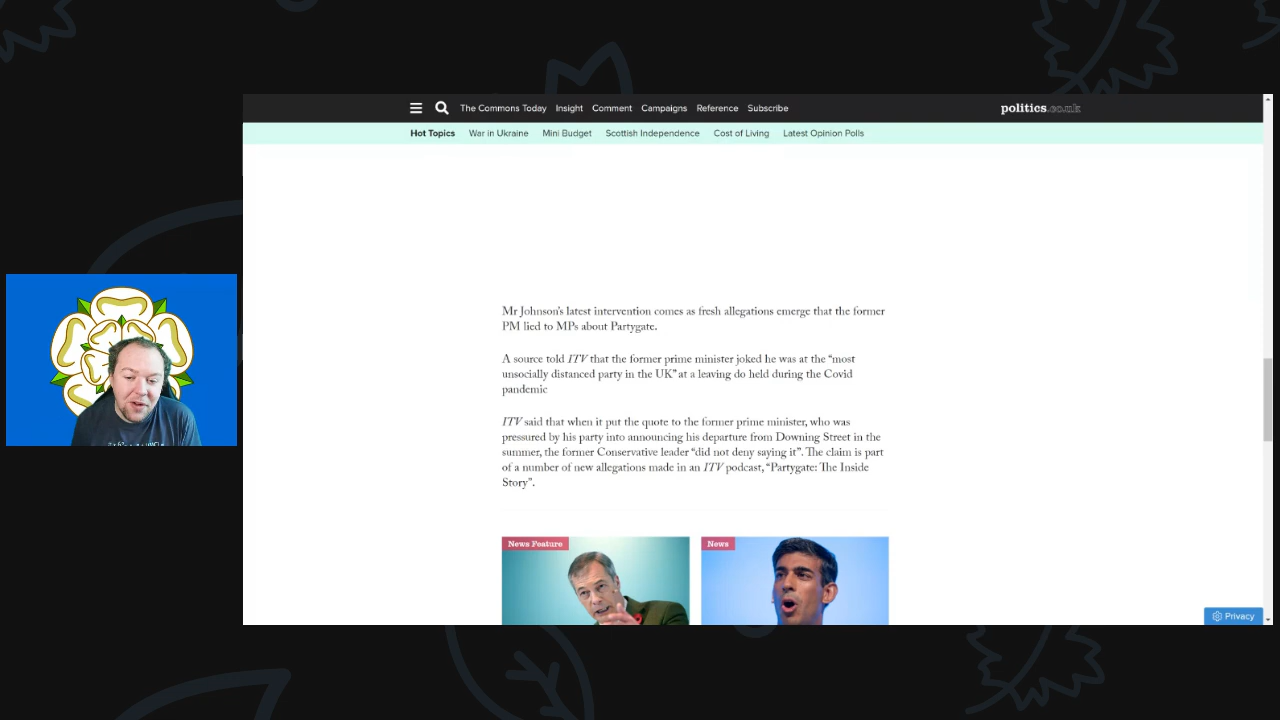 The Commons Today Insight Comment Campaigns Reference Subscribe
politics.co.uk
Hot Topics War in Ukraine Mini Budget Scottish Independence Cost of Living Latest Opinion Polls
Mr Johnson's latest intervention comes as fresh allegations emerge that the former
PM lied to MPs about Partygate.
A source told ITV that the former prime minister joked he was at the “most
unsocially distanced party in the UK” at a leaving do held during the Covid
pandemic
ITV said that when it put the quote to the former prime minister, who was
pressured by his party into announcing his departure from Downing Street in the
summer, the former Conservative leader “did not deny saying it”. The claim is part
of a number of new allegations made in an ITV podcast, “Partygate: The Inside
Story”.
News Feature
News
Privacy